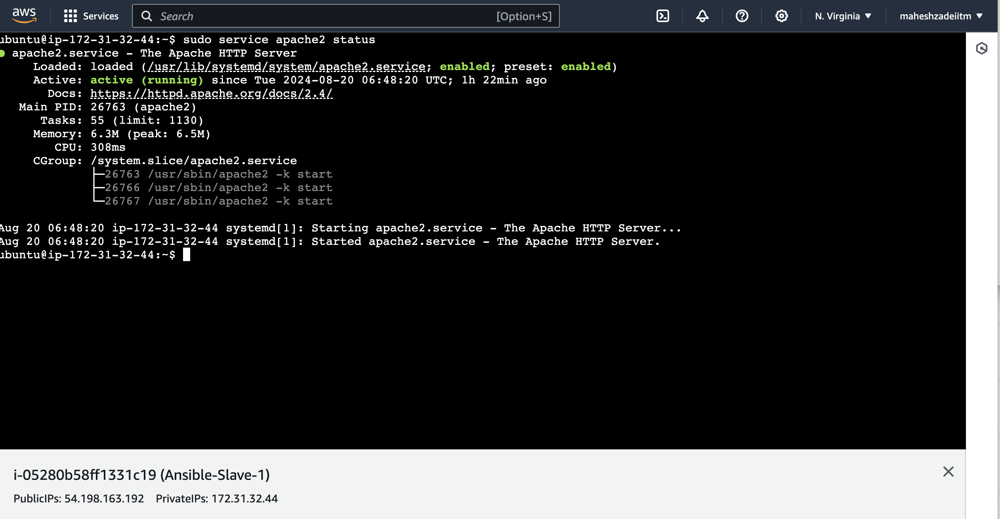 aws Services Search [Option+S] N. Virginia ▼ maheshzadeiitm ▼
ubuntu@ip-172-31-32-44:~$ sudo service apache2 status
● apache2.service - The Apache HTTP Server
Loaded: loaded (/usr/lib/systemd/system/apache2.service; enabled; preset: enabled)
Active: active (running) since Tue 2024-08-20 06:48:20 UTC; 1h 22min ago
Docs: https://httpd.apache.org/docs/2.4/
Main PID: 26763 (apache2)
Tasks: 55 (limit: 1130)
Memory: 6.3M (peak: 6.5M)
CPU: 308ms
CGroup: /system.slice/apache2.service
├─26763 /usr/sbin/apache2 -k start
├─26766 /usr/sbin/apache2 -k start
└─26767 /usr/sbin/apache2 -k start
Aug 20 06:48:20 ip-172-31-32-44 systemd[1]: Starting apache2.service - The Apache HTTP Server...
Aug 20 06:48:20 ip-172-31-32-44 systemd[1]: Started apache2.service - The Apache HTTP Server.
ubuntu@ip-172-31-32-44:~$
i-05280b58ff1331c19 (Ansible-Slave-1)
PublicIPs: 54.198.163.192 PrivateIPs: 172.31.32.44